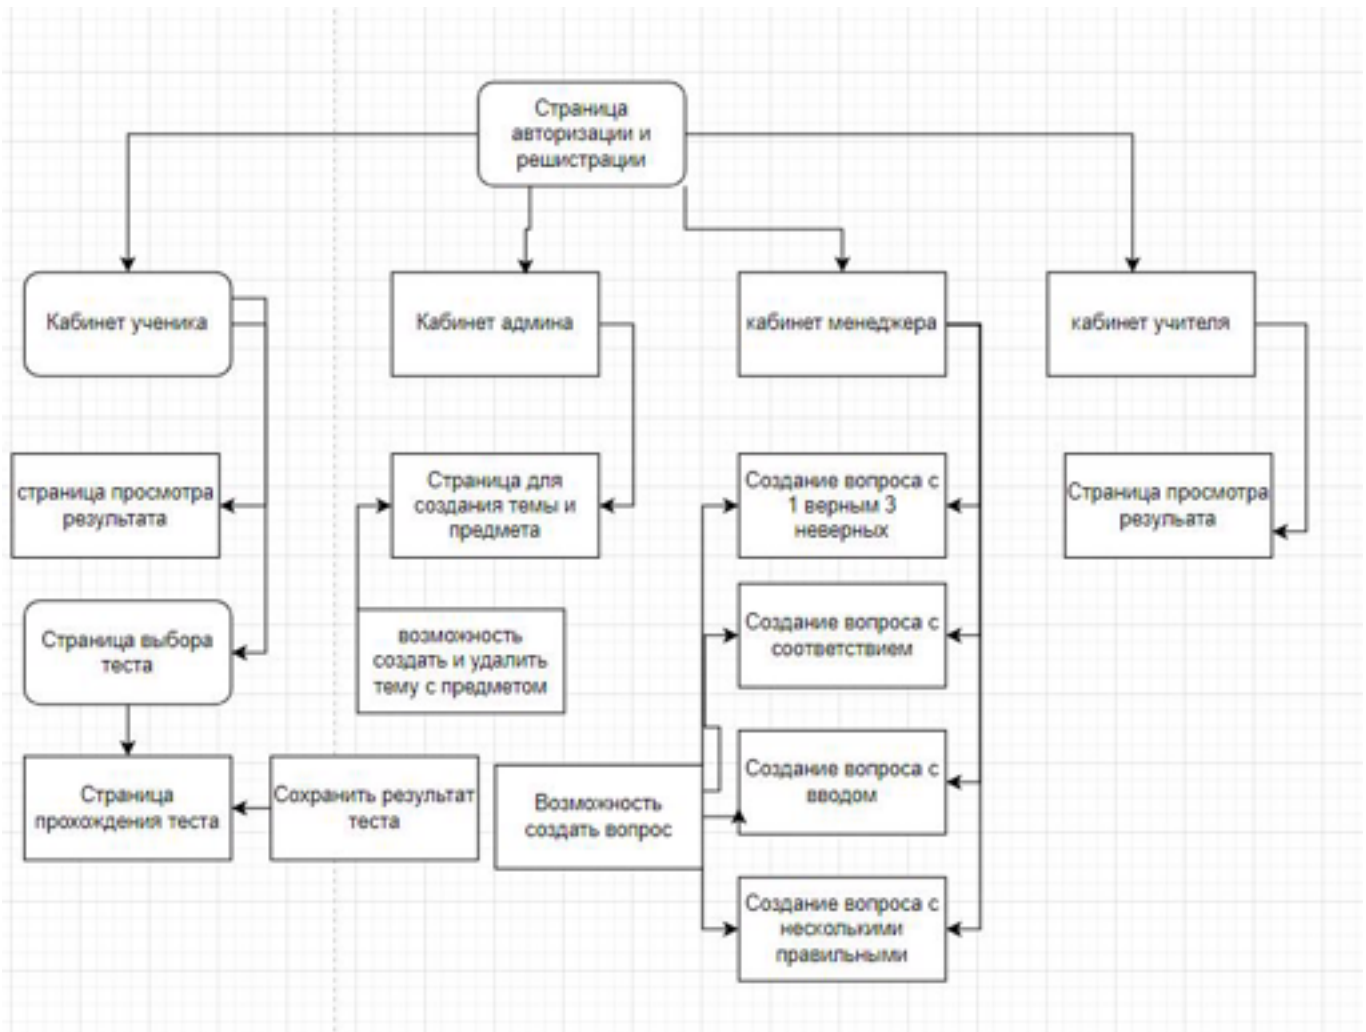 Страница
авторизации и
решистрации
Кабинет ученика
Кабинет админа
кабинет менеджера
кабинет учителя
страница просмотра
результата
Страница для
создания темы и
предмета
Создание вопроса с
1 верным 3
неверных
Страница просмотра
резульата
Страница выбора
теста
возможность
создать и удалить
тему с предметом
Создание вопроса с
соответствием
Страница
прохождения теста
Сохранить результат
теста
Возможность
создать вопрос
Создание вопроса с
вводом
Создание вопроса с
несколькими
правильными